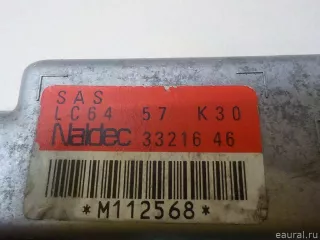 SAS
LC64 57 K30
Naldec 33216 46
*M112568*
eaural.ru